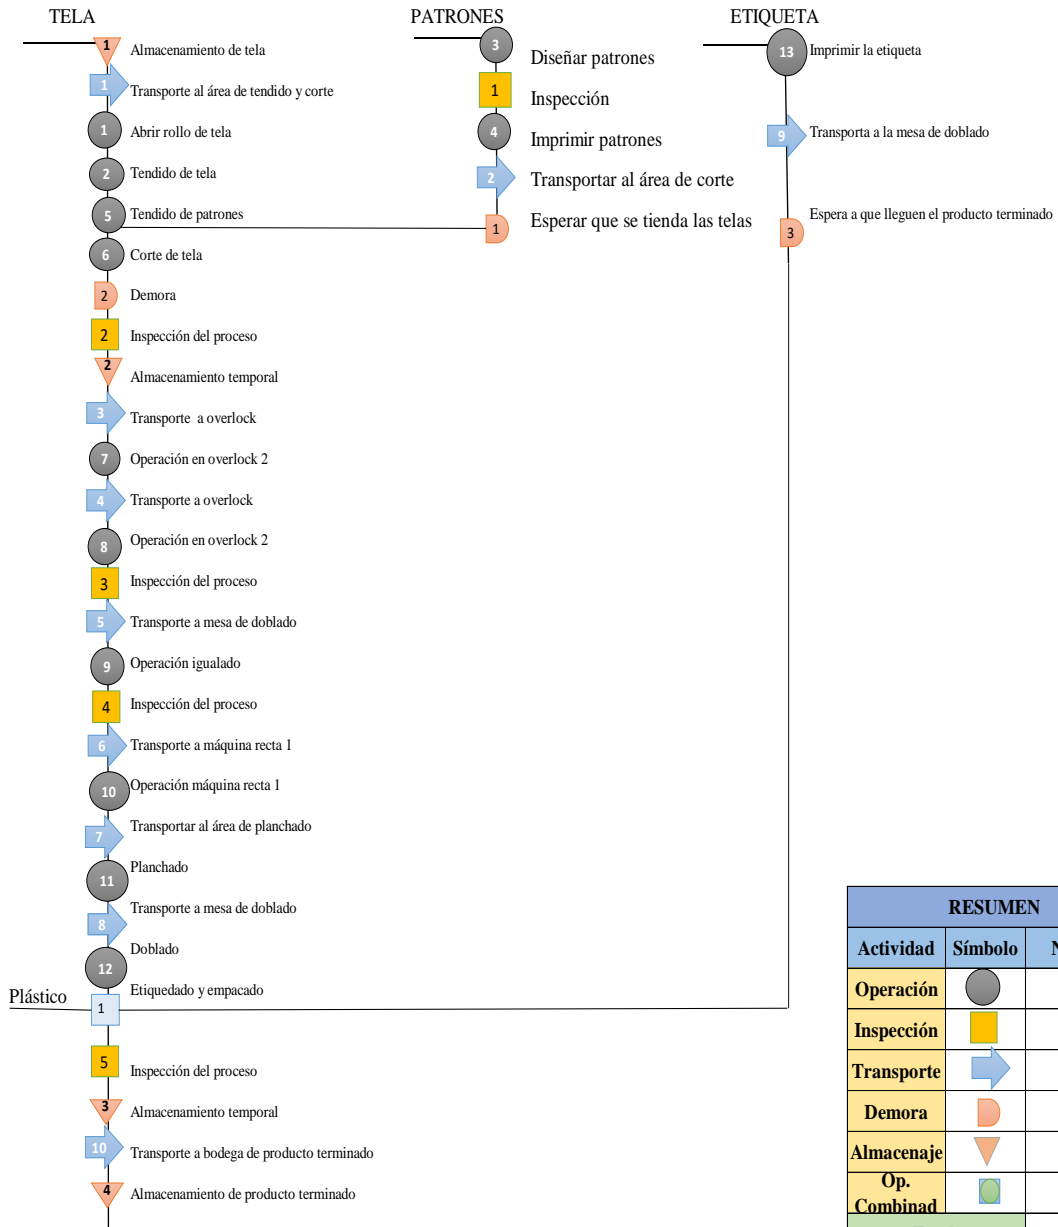 TELA
1 Almacenamiento de tela
1 Transporte al área de tendido y corte
1 Abrir rollo de tela
2 Tendido de tela
5 Tendido de patrones
6 Corte de tela
2 Demora
2 Inspección del proceso
2 Almacenamiento temporal
3 Transporte a overlock
7 Operación en overlock 2
4 Transporte a overlock
8 Operación en overlock 2
3 Inspección del proceso
5 Transporte a mesa de doblado
9 Operación igualado
4 Inspección del proceso
6 Transporte a máquina recta 1
10 Operación máquina recta 1
7 Transportar al área de planchado
11 Planchado
8 Transporte a mesa de doblado
12 Doblado
Plástico
1 Etiquedado y empacado
5 Inspección del proceso
3 Almacenamiento temporal
10 Transporte a bodega de producto terminado
4 Almacenamiento de producto terminado
PATRONES
3 Diseñar patrones
1 Inspección
4 Imprimir patrones
2 Transportar al área de corte
1 Esperar que se tienda las telas
ETIQUETA
13 Imprimir la etiqueta
9 Transporta a la mesa de doblado
3 Espera a que lleguen el producto terminado
RESUMEN
Actividad Símbolo
Operación
Inspección
Transporte
Demora
Almacenaje
Op.
Combinad